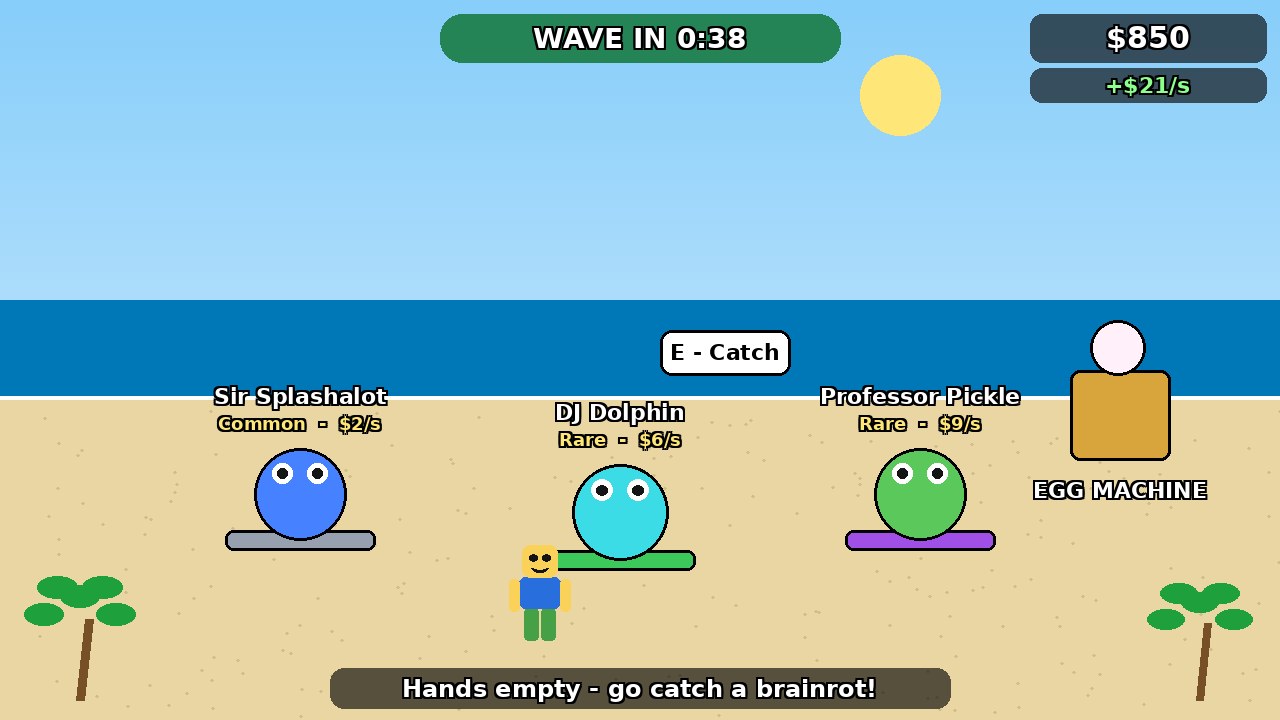 WAVE IN 0:38
$850
+$21/s
E - Catch
Sir Splashalot
Common - $2/s
DJ Dolphin
Rare - $6/s
Professor Pickle
Rare - $9/s
EGG MACHINE
Hands empty - go catch a brainrot!